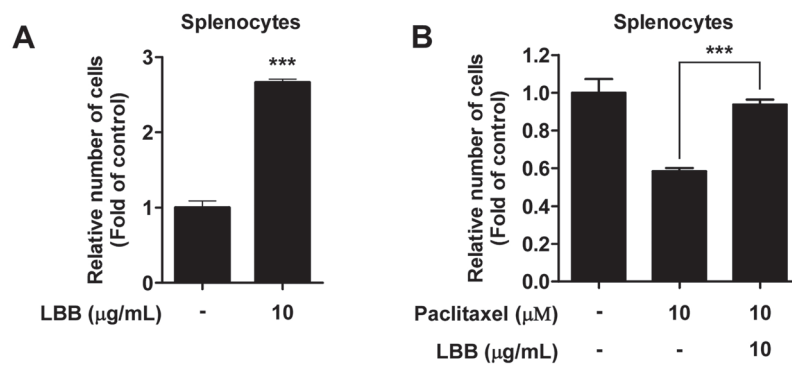 A
Splenocytes
Relative number of cells
(Fold of control)
3
2
1
0
***
LBB (μg/mL) - 10
B
Splenocytes
Relative number of cells
(Fold of control)
1.2
1.0
0.8
0.6
0.4
0.2
0.0
***
Paclitaxel (μM) - 10 10
LBB (μg/mL) - - 10